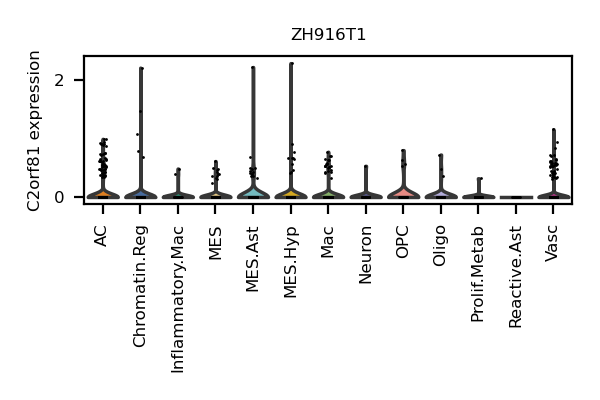 ZH916T1
C2orf81 expression
2
0
AC
Chromatin.Reg
Inflammatory.Mac
MES
MES.Ast
MES.Hyp
Mac
Neuron
OPC
Oligo
Prolif.Metab
Reactive.Ast
Vasc